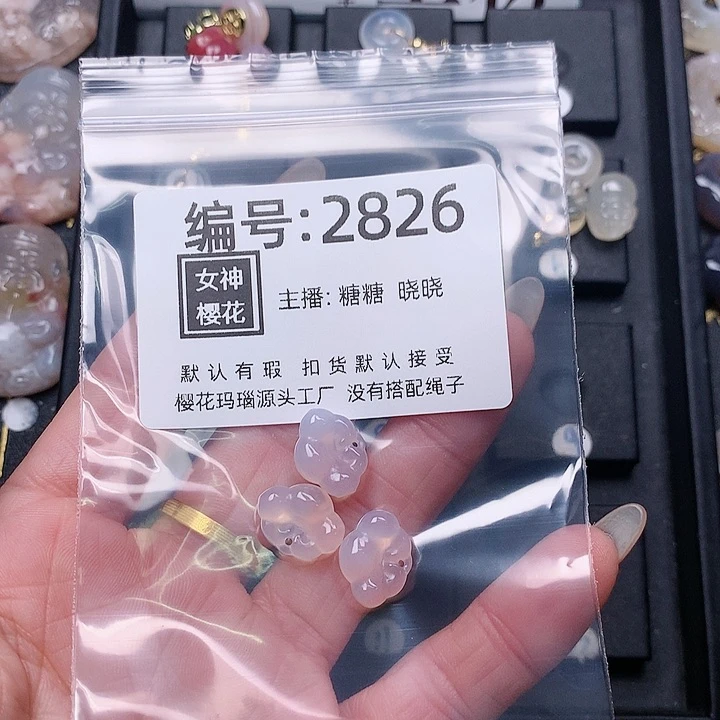 编号:2826
女神
樱花
主播: 糖糖 晓晓
默认有瑕 扣货默认接受
樱花玛瑙源头工厂 没有搭配绳子